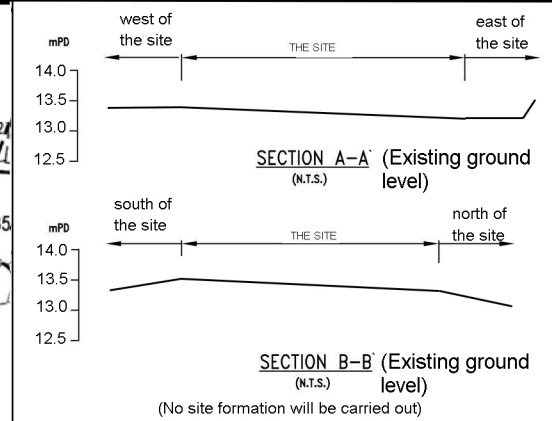 west of
the site
THE SITE
east of
the site
mPD
14.0
13.5
13.0
12.5
SECTION A-A` (Existing ground
level)
(N.T.S.)
south of
the site
THE SITE
north of
the site
mPD
14.0
13.5
13.0
12.5
SECTION B-B` (Existing ground
level)
(N.T.S.)
(No site formation will be carried out)